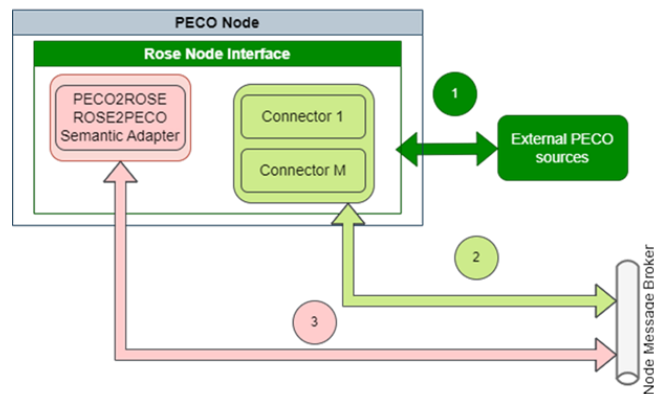 PECO Node
Rose Node Interface
PECO2ROSE
ROSE2PECO
Semantic Adapter
Connector 1
Connector M
1
External PECO
sources
2
3
Node Message Broker